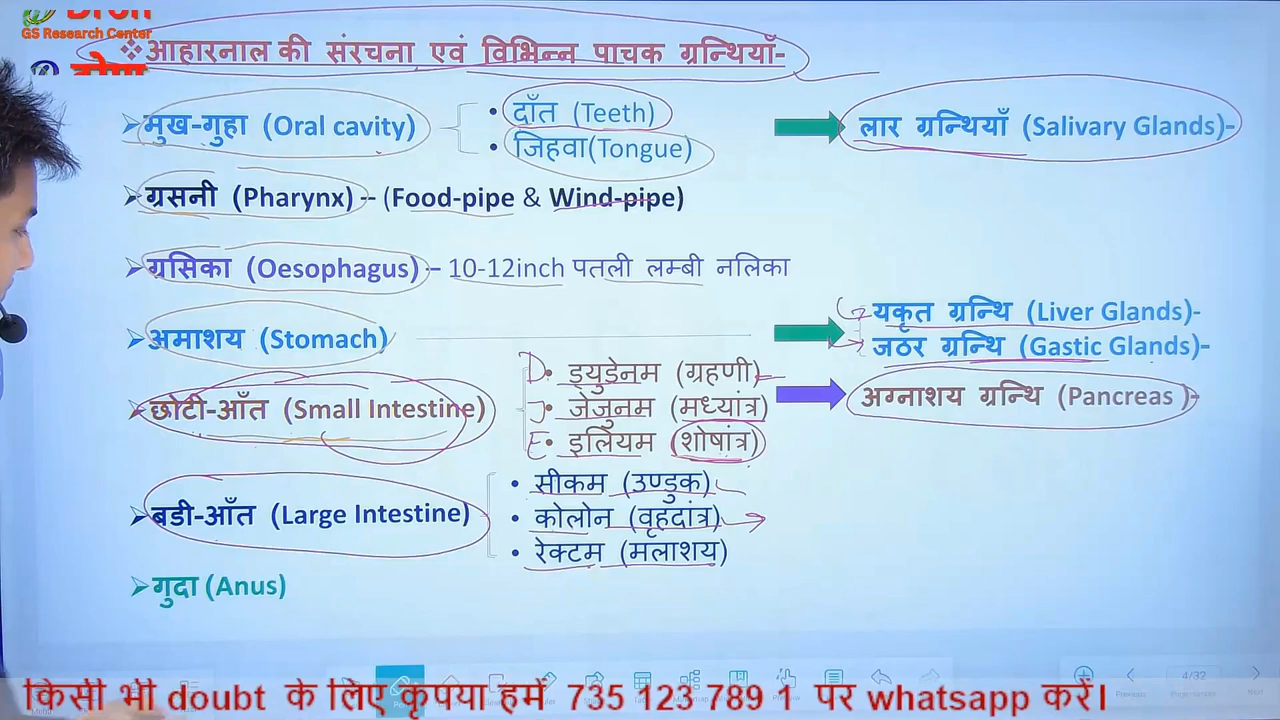 Dron
GS Research Center
द्रोण
❖आहारनाल की संरचना एवं विभिन्न पाचक ग्रन्थियाँ-
➢मुख-गुहा (Oral cavity)
• दाँत (Teeth)
• जिहवा(Tongue)
लार ग्रन्थियाँ (Salivary Glands)-
➢ग्रसनी (Pharynx) -- (Food-pipe & Wind-pipe)
➢ग्रसिका (Oesophagus) – 10-12inch पतली लम्बी नलिका
➢अमाशय (Stomach)
यकृत ग्रन्थि (Liver Glands)-
जठर ग्रन्थि (Gastic Glands)-
➢छोटी-आँत (Small Intestine)
D• ड्युडेनम (ग्रहणी)
J• जेजुनम (मध्यांत्र)
E• इलियम (शोषांत्र)
अग्नाशय ग्रन्थि (Pancreas )-
➢बडी-आँत (Large Intestine)
• सीकम (उण्डुक)
• कोलोन (वृहदांत्र)
• रेक्टम (मलाशय)
➢गुदा (Anus)
4/32
किसी भी doubt के लिए कृपया हमें 735 123 789 1 पर whatsapp करें।